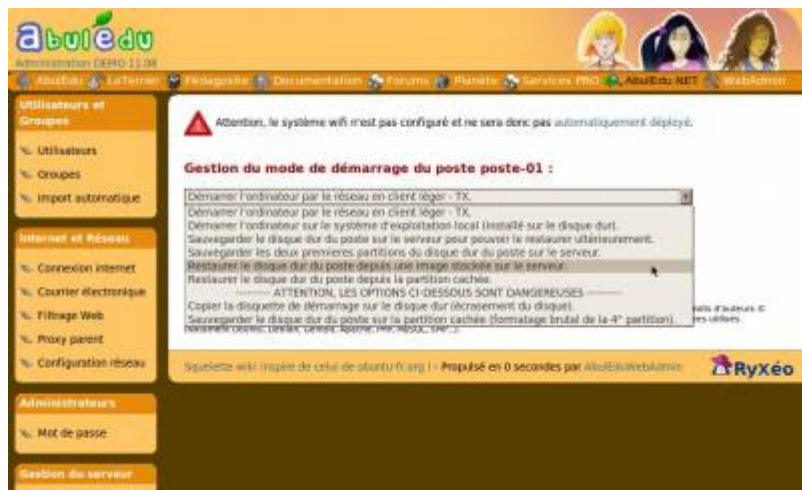 abulÉdu
Administration DEMO 11.08
AbulEdu LeTerrier Pédagosite Documentation Forums Planète Services PRO AbulEdu NET WebAdmin
Utilisateurs et
Groupes
Utilisateurs
Groupes
Import automatique
Internet et Réseau
Connexion internet
Courrier électronique
Filtrage Web
Proxy parent
Configuration réseau
Administrateurs
Mot de passe
Gestion du serveur
Attention, le système wifi n'est pas configuré et ne sera donc pas automatiquement déployé.
Gestion du mode de démarrage du poste poste-01 :
Démarrer l'ordinateur par le réseau en client léger - TX.
Démarrer l'ordinateur par le réseau en client léger - TX.
Démarrer l'ordinateur sur le système d'exploitation local (installé sur le disque dur).
Sauvegarder le disque dur du poste sur le serveur pour pouvoir le restaurer ultérieurement.
Sauvegarder les deux premieres partitions du disque dur du poste sur le serveur.
Restaurer le disque dur du poste depuis une image stockée sur le serveur.
Restaurer le disque dur du poste depuis la partition cachée.
-------- ATTENTION, LES OPTIONS CI-DESSOUS SONT DANGEREUSES --------
Copier la disquette de démarrage sur le disque dur (écrasement du disque).
Sauvegarder le disque dur du poste sur la partition cachée (formatage brutal de la 4° partition).
d'auteurs ©
utilisés
Squelette wiki inspiré de celui de ubuntu-fr.org ! - Propulsé en 0 secondes par AbulEduWebAdmin
RyXéo